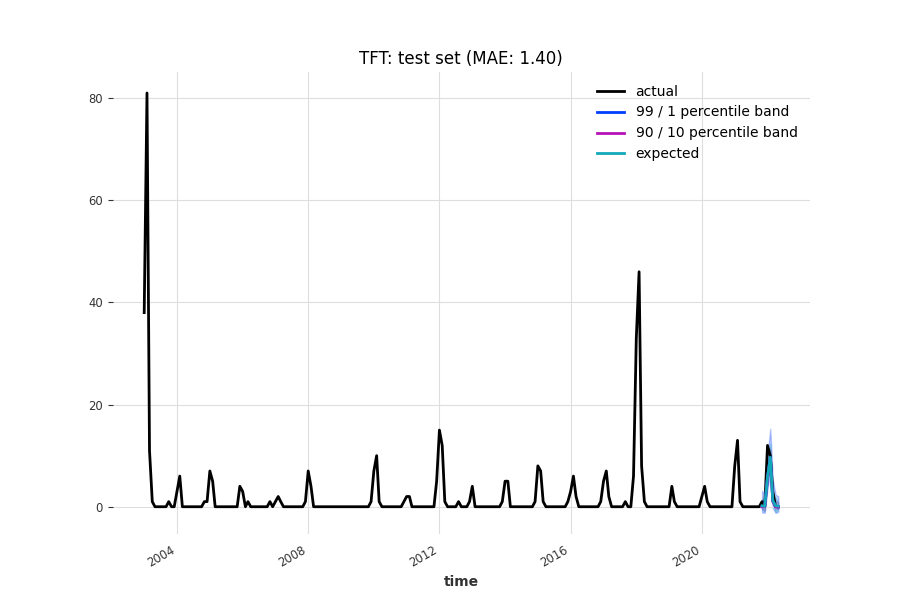 TFT: test set (MAE: 1.40)
actual
99 / 1 percentile band
90 / 10 percentile band
expected
80
60
40
20
0
2004
2008
2012
2016
2020
time